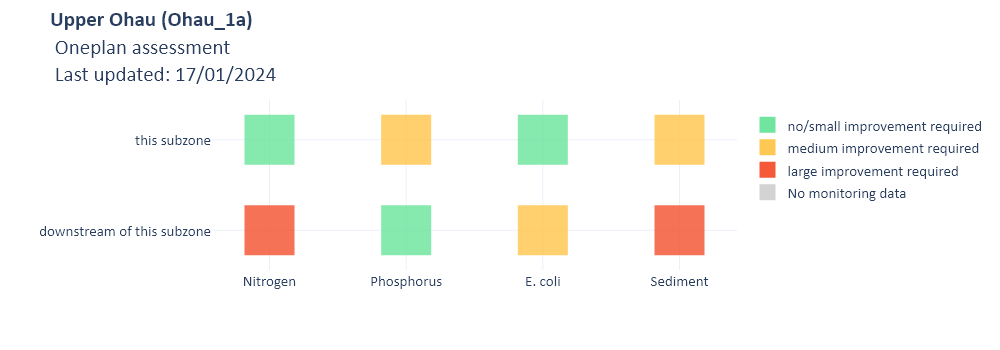 Upper Ohau (Ohau_1a)
Oneplan assessment
Last updated: 17/01/2024
this subzone
downstream of this subzone
Nitrogen
Phosphorus
E. coli
Sediment
no/small improvement required
medium improvement required
large improvement required
No monitoring data